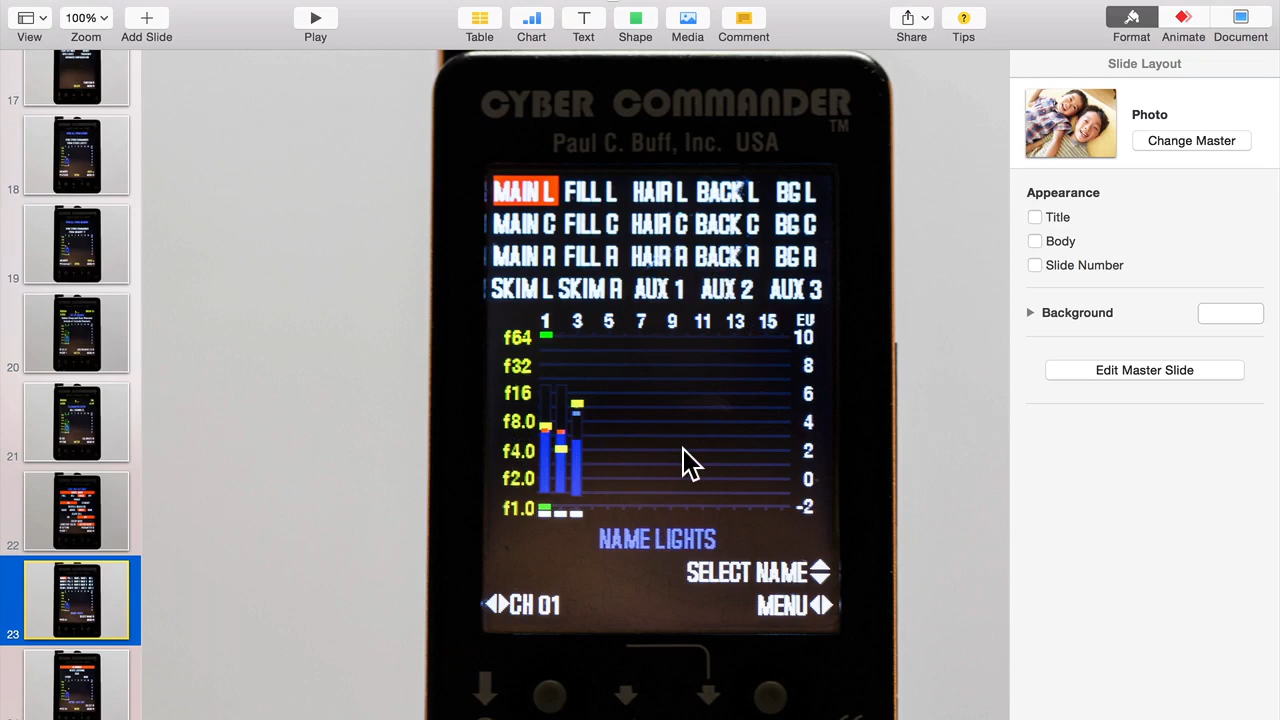 View
100%
Zoom
Add Slide
Play
Table
Chart
T
Text
Shape
Media
Comment
Share
?
Tips
Format
Animate
Document
Slide Layout
Photo
Change Master
Appearance
Title
Body
Slide Number
Background
Edit Master Slide
17
18
19
20
21
22
23
CYBER COMMANDER
TM
Paul C. Buff, Inc. USA
MAIN L FILL L HAIR L BACK L BG L
MAIN C FILL C HAIR C BACK C BG C
MAIN R FILL R HAIR R BACK R BG R
SKIM L SKIM R AUX 1 AUX 2 AUX 3
1 3 5 7 9 11 13 15 EU
f64 10
f32 8
f16 6
f8.0 4
f4.0 2
f2.0 0
f1.0 -2
NAME LIGHTS
SELECT NAME
CH 01 MENU